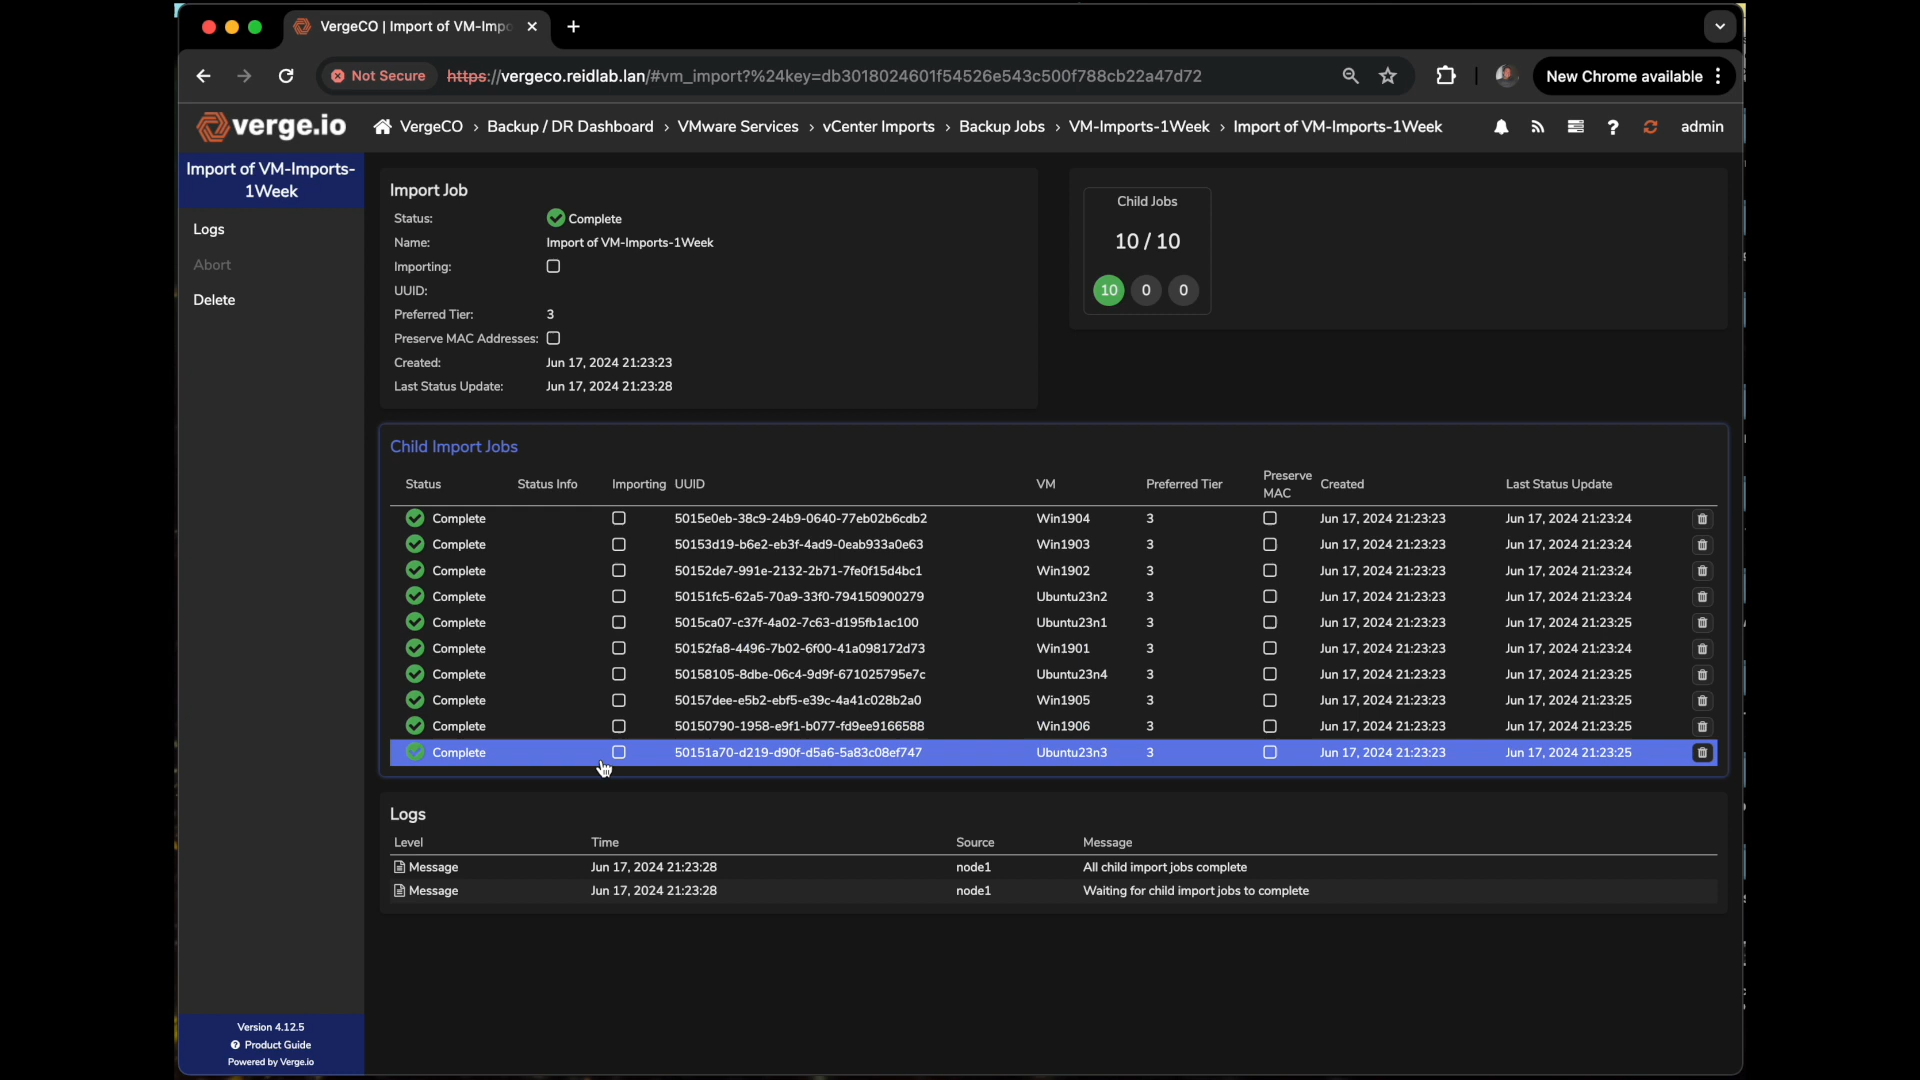 VergeCO | Import of VM-Impo
Not Secure https://vergeco.reidlab.lan/#vm_import?%24key=db3018024601f54526e543c500f788cb22a47d72 New Chrome available
verge.io VergeCO › Backup / DR Dashboard › VMware Services › vCenter Imports › Backup Jobs › VM-Imports-1Week › Import of VM-Imports-1Week ? admin
Import of VM-Imports-
1Week
Logs
Abort
Delete
Import Job
Status: Complete
Name: Import of VM-Imports-1Week
Importing:
UUID:
Preferred Tier: 3
Preserve MAC Addresses:
Created: Jun 17, 2024 21:23:23
Last Status Update: Jun 17, 2024 21:23:28
Child Jobs
10 / 10
10 0 0
Child Import Jobs
Status Status Info Importing UUID VM Preferred Tier Preserve MAC Created Last Status Update
Complete 5015e0eb-38c9-24b9-0640-77eb02b6cdb2 Win1904 3 Jun 17, 2024 21:23:23 Jun 17, 2024 21:23:24
Complete 50153d19-b6e2-eb3f-4ad9-0eab933a0e63 Win1903 3 Jun 17, 2024 21:23:23 Jun 17, 2024 21:23:24
Complete 50152de7-991e-2132-2b71-7fe0f15d4bc1 Win1902 3 Jun 17, 2024 21:23:23 Jun 17, 2024 21:23:24
Complete 50151fc5-62a5-70a9-33f0-794150900279 Ubuntu23n2 3 Jun 17, 2024 21:23:23 Jun 17, 2024 21:23:24
Complete 5015ca07-c37f-4a02-7c63-d195fb1ac100 Ubuntu23n1 3 Jun 17, 2024 21:23:23 Jun 17, 2024 21:23:25
Complete 50152fa8-4496-7b02-6f00-41a098172d73 Win1901 3 Jun 17, 2024 21:23:23 Jun 17, 2024 21:23:24
Complete 50158105-8dbe-06c4-9d9f-671025795e7c Ubuntu23n4 3 Jun 17, 2024 21:23:23 Jun 17, 2024 21:23:25
Complete 50157dee-e5b2-ebf5-e39c-4a41c028b2a0 Win1905 3 Jun 17, 2024 21:23:23 Jun 17, 2024 21:23:25
Complete 50150790-1958-e9f1-b077-fd9ee9166588 Win1906 3 Jun 17, 2024 21:23:23 Jun 17, 2024 21:23:25
Complete 50151a70-d219-d90f-d5a6-5a83c08ef747 Ubuntu23n3 3 Jun 17, 2024 21:23:23 Jun 17, 2024 21:23:25
Logs
Level Time Source Message
Message Jun 17, 2024 21:23:28 node1 All child import jobs complete
Message Jun 17, 2024 21:23:28 node1 Waiting for child import jobs to complete
Version 4.12.5
Product Guide
Powered by Verge.io